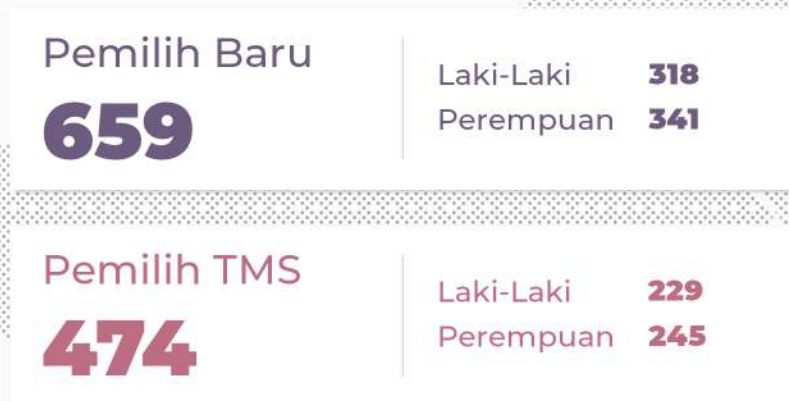 Pemilih Baru
659
Laki-Laki 318
Perempuan 341
Pemilih TMS
474
Laki-Laki 229
Perempuan 245